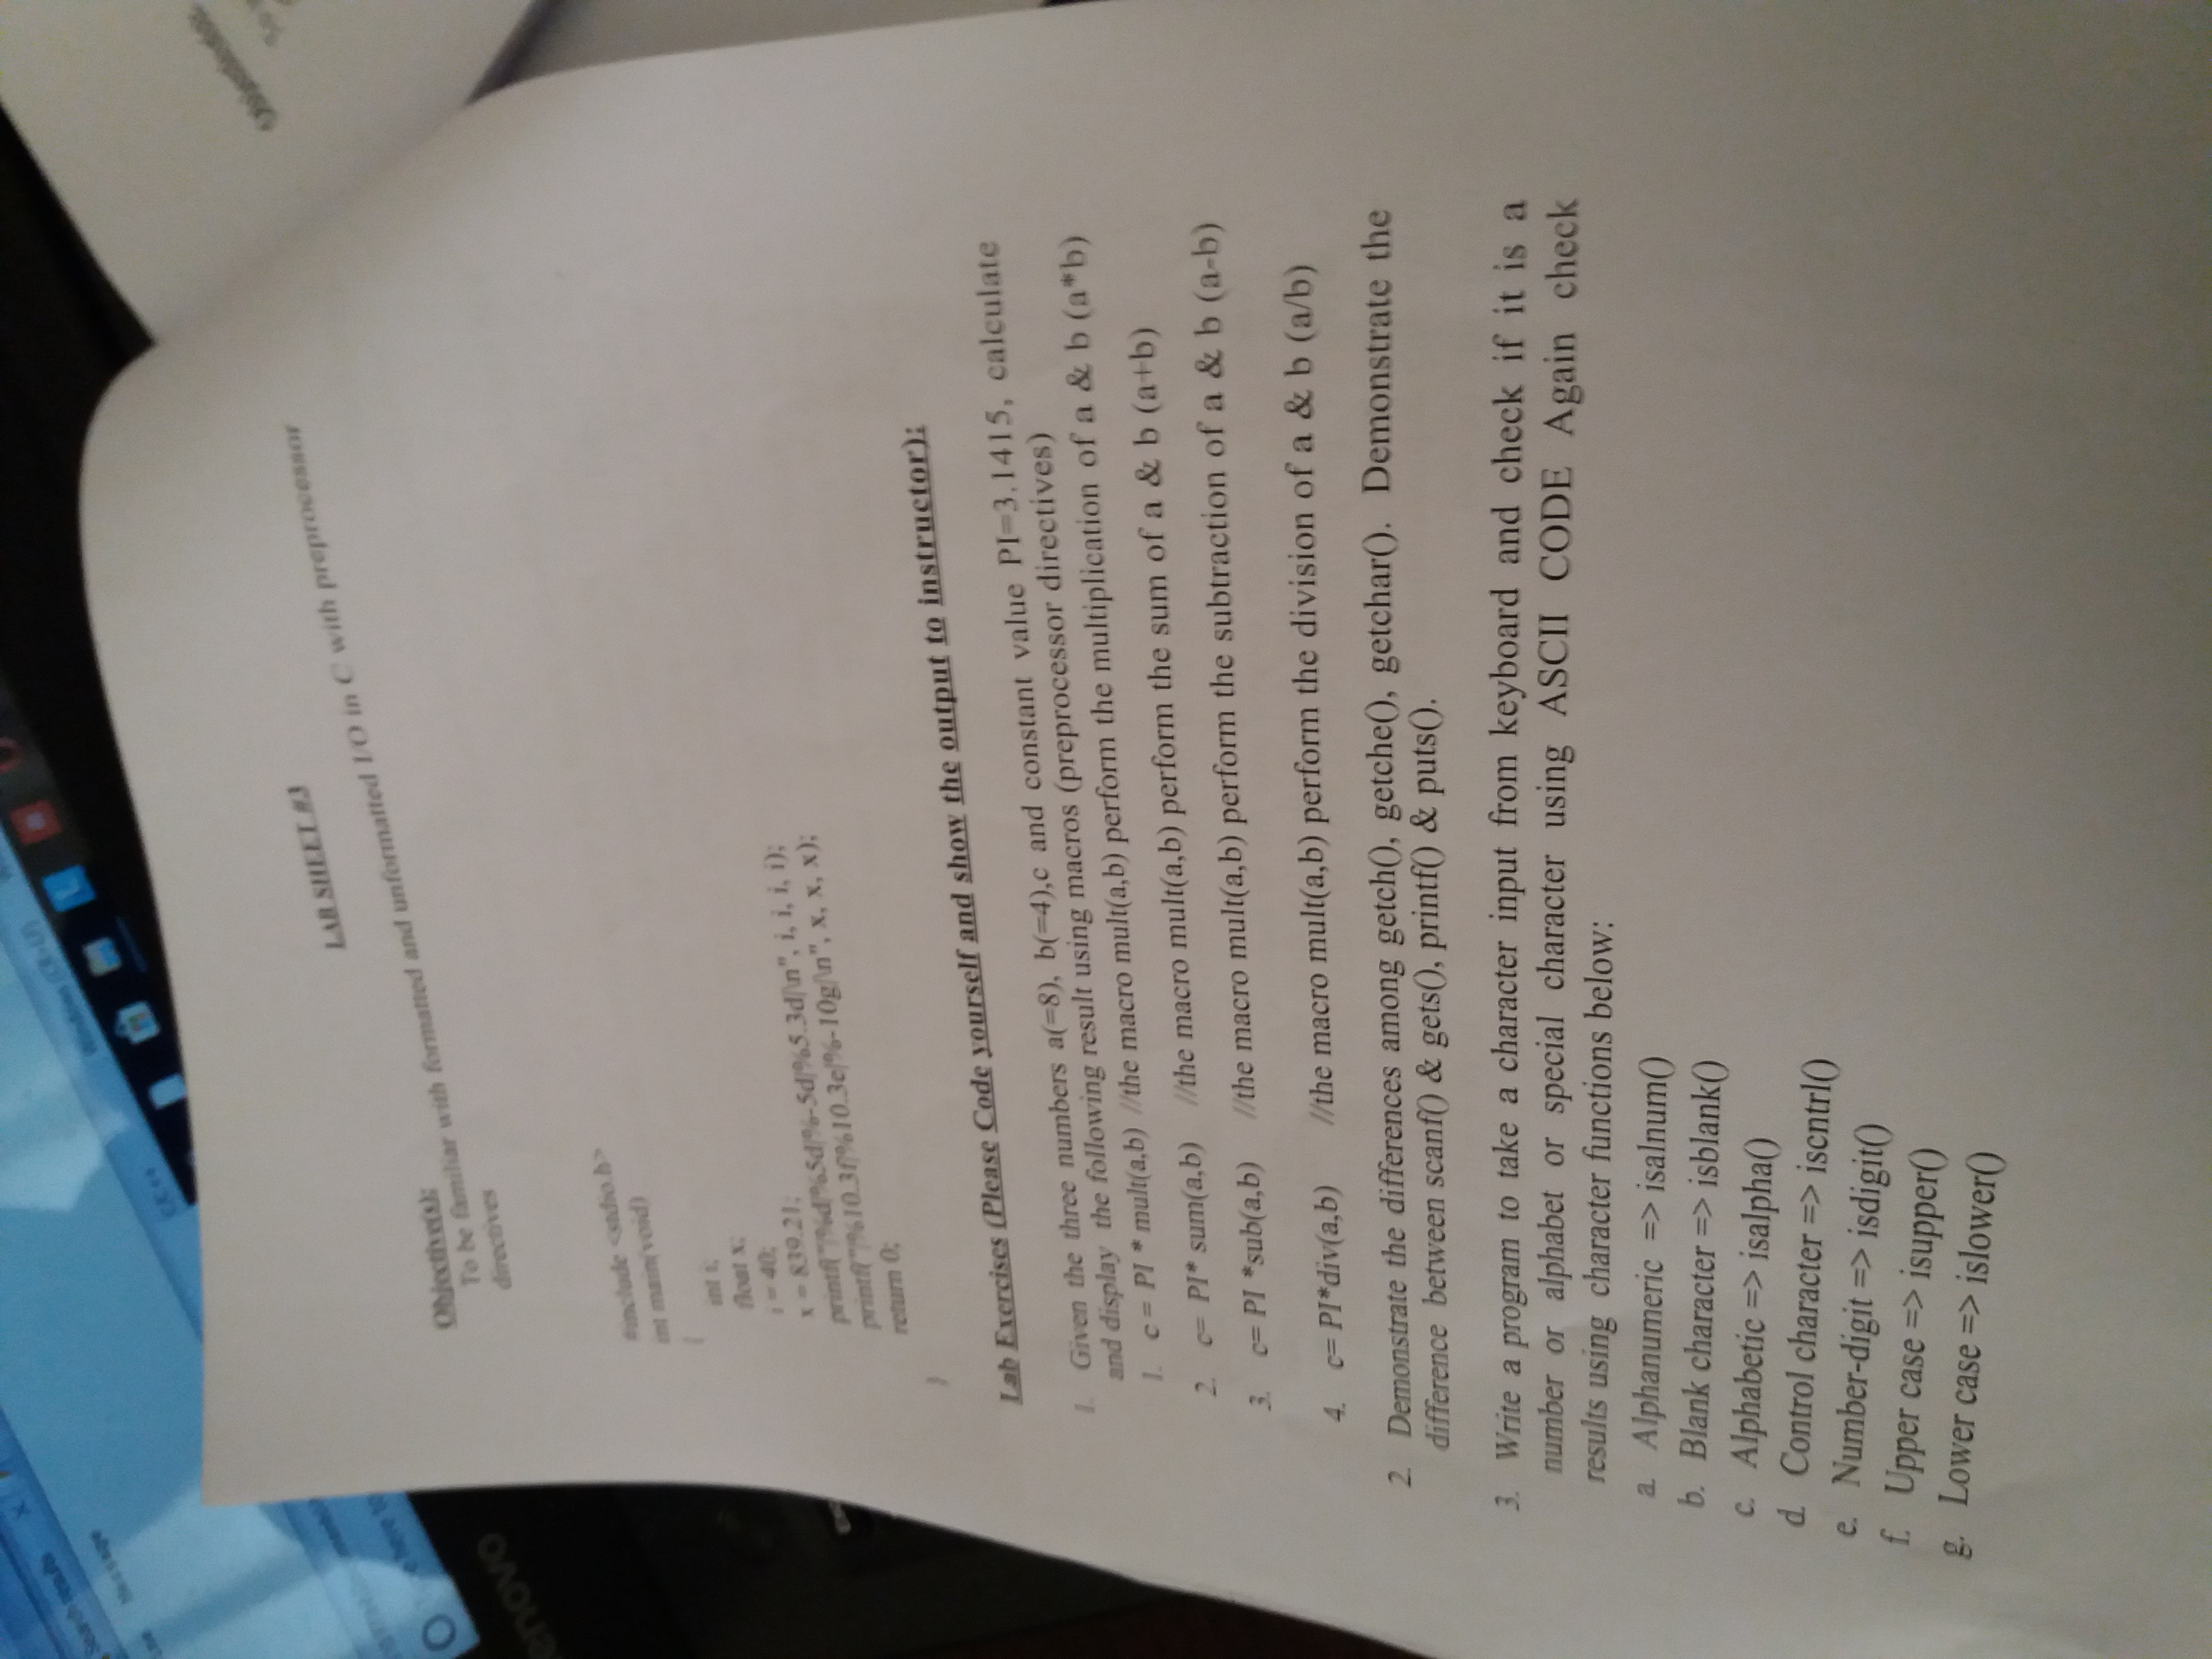 Search results
Message
Windows (CR+LF)
enovo
LAB SHEET #3
Objective(s):
To be familiar with formatted and unformatted I/O in C with preprocessor
directives
#include <stdio.h>
int main(void)
{
int i;
float x;
i = 40;
x = 839.21;
printf("|%d|%5d|%-5d|%5.3d|\n", i, i, i, i);
printf("|%10.3f|%10.3e|%-10g|\n", x, x, x);
return 0;
}
Lab Exercises (Please Code yourself and show the output to instructor):
1. Given the three numbers a(=8), b(=4),c and constant value PI=3.1415, calculate
and display the following result using macros (preprocessor directives)
1. c = PI * mult(a,b) //the macro mult(a,b) perform the multiplication of a & b (a*b)
2. c= PI* sum(a,b) //the macro mult(a,b) perform the sum of a & b (a+b)
3. c= PI *sub(a,b) //the macro mult(a,b) perform the subtraction of a & b (a-b)
4. c= PI*div(a,b) //the macro mult(a,b) perform the division of a & b (a/b)
2. Demonstrate the differences among getch(), getche(), getchar(). Demonstrate the
difference between scanf() & gets(), printf() & puts().
3. Write a program to take a character input from keyboard and check if it is a
number or alphabet or special character using ASCII CODE Again check
results using character functions below:
a. Alphanumeric => isalnum()
b. Blank character => isblank()
c. Alphabetic => isalpha()
d. Control character => iscntrl()
e. Number-digit => isdigit()
f. Upper case => isupper()
g. Lower case => islower()
Objective(s):